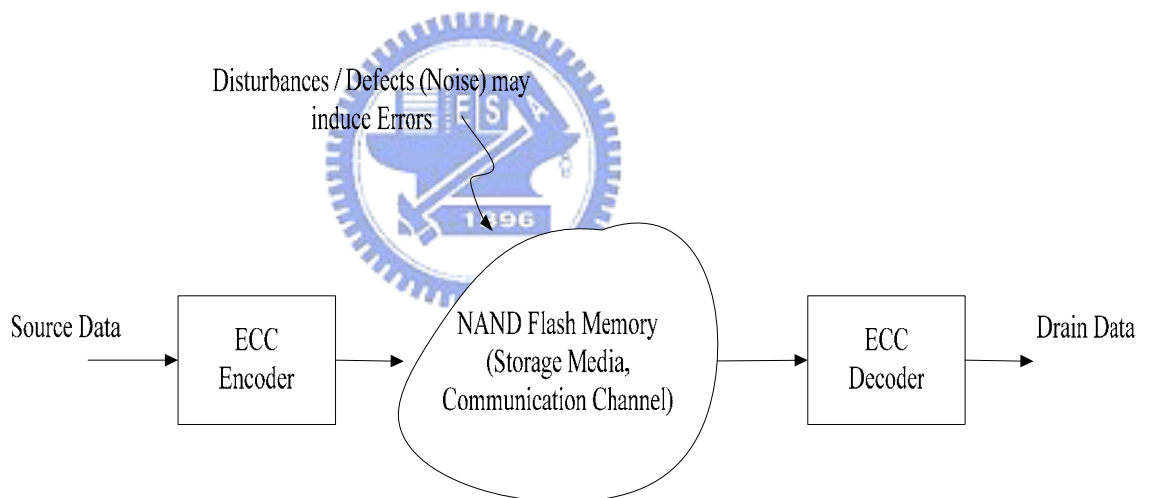 Disturbances / Defects (Noise) may
induce Errors
E S A
1896
Source Data
ECC
Encoder
NAND Flash Memory
(Storage Media,
Communication Channel)
ECC
Decoder
Drain Data